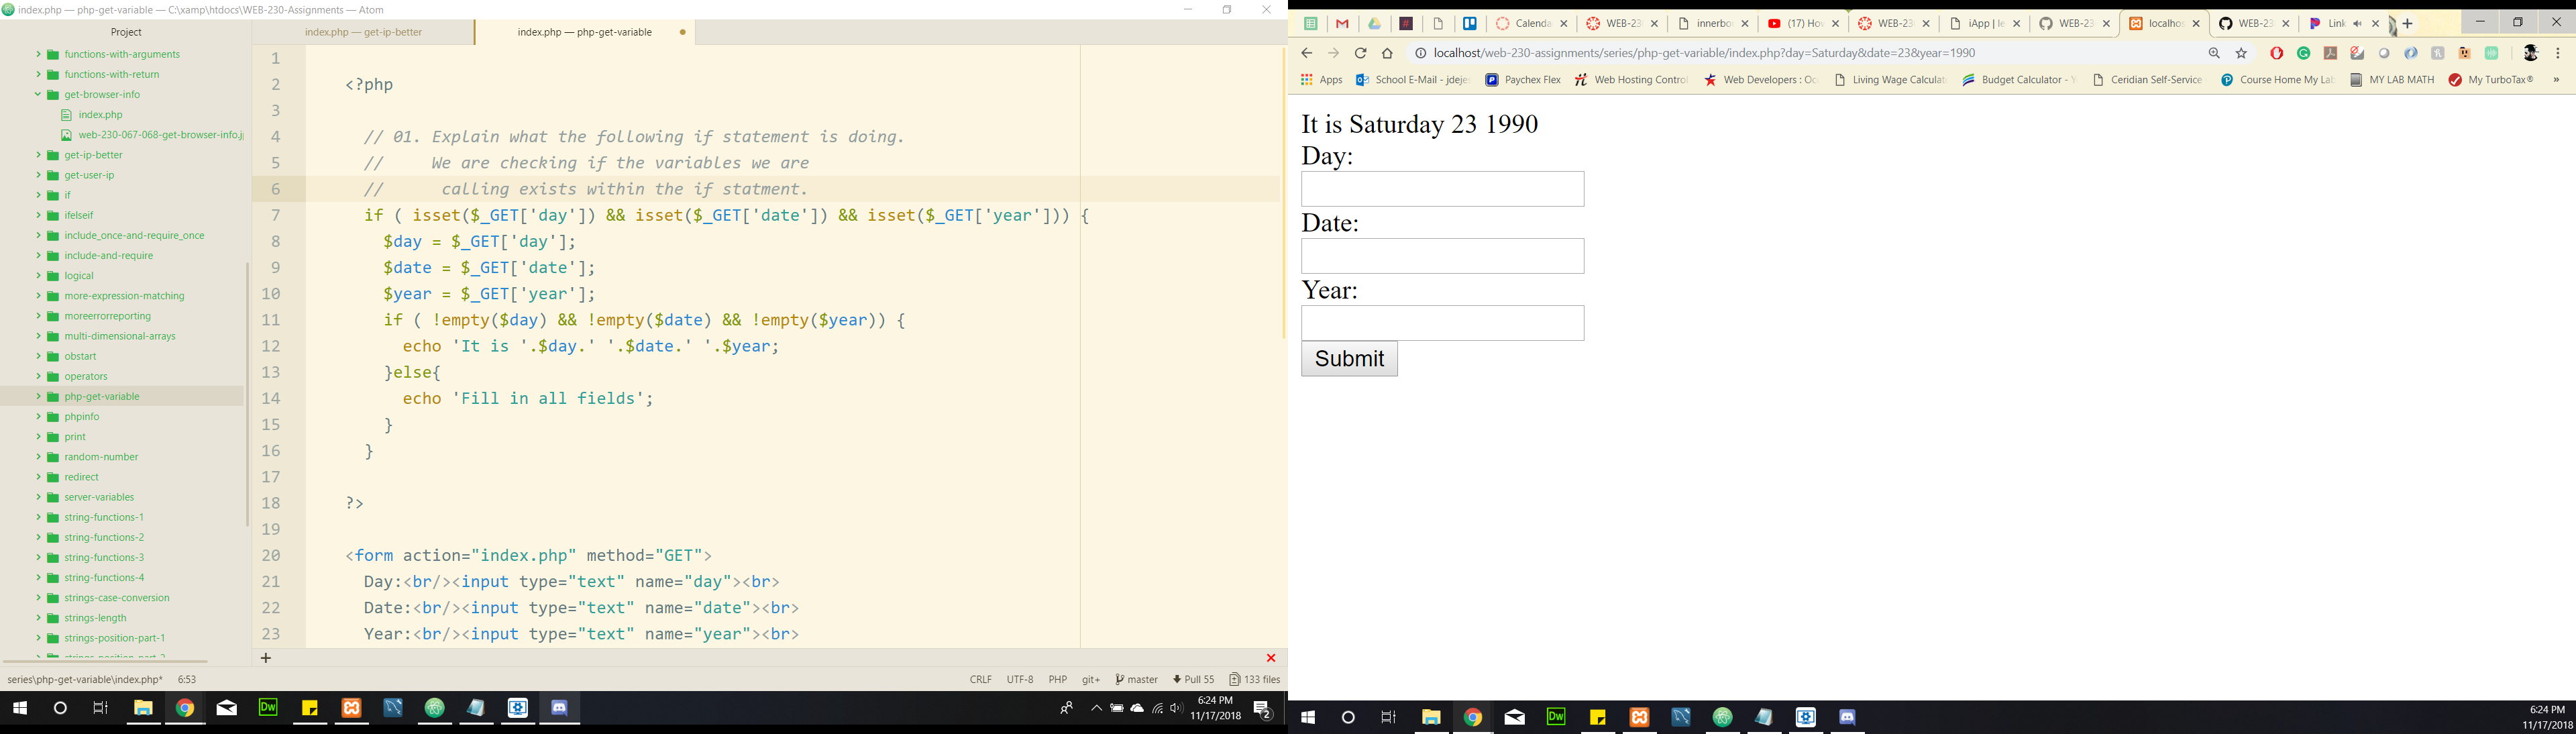 index.php — php-get-variable — C:\xamp\htdocs\WEB-230-Assignments — Atom
Project
functions-with-arguments
functions-with-return
get-browser-info
index.php
web-230-067-068-get-browser-info.j
get-ip-better
get-user-ip
if
ifelseif
include_once-and-require_once
include-and-require
logical
more-expression-matching
moreerrorreporting
multi-dimensional-arrays
obstart
operators
php-get-variable
phpinfo
print
random-number
redirect
server-variables
string-functions-1
string-functions-2
string-functions-3
string-functions-4
strings-case-conversion
strings-length
strings-position-part-1
index.php — get-ip-better
index.php — php-get-variable
1
2 <?php
3
4 // 01. Explain what the following if statement is doing.
5 // We are checking if the variables we are
6 // calling exists within the if statment.
7 if ( isset($_GET['day']) && isset($_GET['date']) && isset($_GET['year'])) {
8 $day = $_GET['day'];
9 $date = $_GET['date'];
10 $year = $_GET['year'];
11 if ( !empty($day) && !empty($date) && !empty($year)) {
12 echo 'It is '.$day.' '.$date.' '.$year;
13 }else{
14 echo 'Fill in all fields';
15 }
16 }
17
18 ?>
19
20 <form action="index.php" method="GET">
21 Day:<br/><input type="text" name="day"><br>
22 Date:<br/><input type="text" name="date"><br>
23 Year:<br/><input type="text" name="year"><br>
series\php-get-variable\index.php* 6:53
CRLF UTF-8 PHP git+ master Pull 55 133 files
Dw
6:24 PM
11/17/2018
2
Calenda
WEB-23
innerbo
(17) Ho
WEB-23
iApp | le
WEB-23
localhos
WEB-23
Link
localhost/web-230-assignments/series/php-get-variable/index.php?day=Saturday&date=23&year=1990
Apps School E-Mail - jdeje Paychex Flex Web Hosting Control Web Developers : Oc Living Wage Calculat Budget Calculator - Y Ceridian Self-Service Course Home My La MY LAB MATH My TurboTax® »
It is Saturday 23 1990
Day:
Date:
Year:
Submit
Dw
6:24 PM
11/17/2018